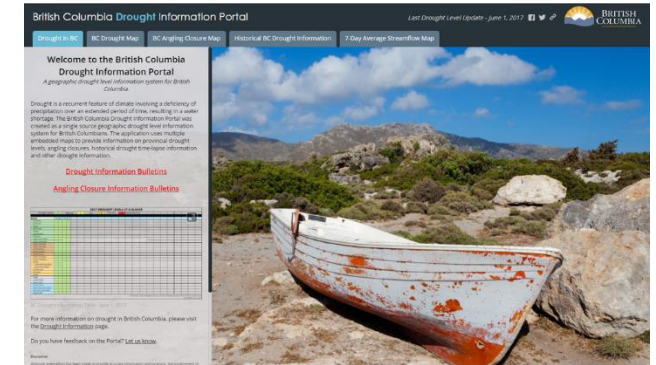 British Columbia Drought Information Portal
Last Drought Level Update - June 1, 2017
BRITISH
COLUMBIA
Drought in BC
BC Drought Map
BC Angling Closure Map
Historical BC Drought Information
7-Day Average Streamflow Map
Welcome to the British Columbia
Drought Information Portal
A geographic drought level information system for British
Columbia.
Drought is a recurrent feature of climate involving a deficiency of
precipitation over an extended period of time, resulting in a water
shortage. The British Columbia Drought Information Portal was
created as a single source geographic drought level information
system for British Columbians. The application uses multiple
embedded maps to provide information on provincial drought
levels, angling closures, historical drought time-lapse information
and other drought information.
Drought Information Bulletins
Angling Closure Information Bulletins
2017 DROUGHT LEVELS AT A GLANCE
For more information on drought in British Columbia, please visit
the Drought Information page.
Do you have feedback on the Portal? Let us know.
Disclaimer